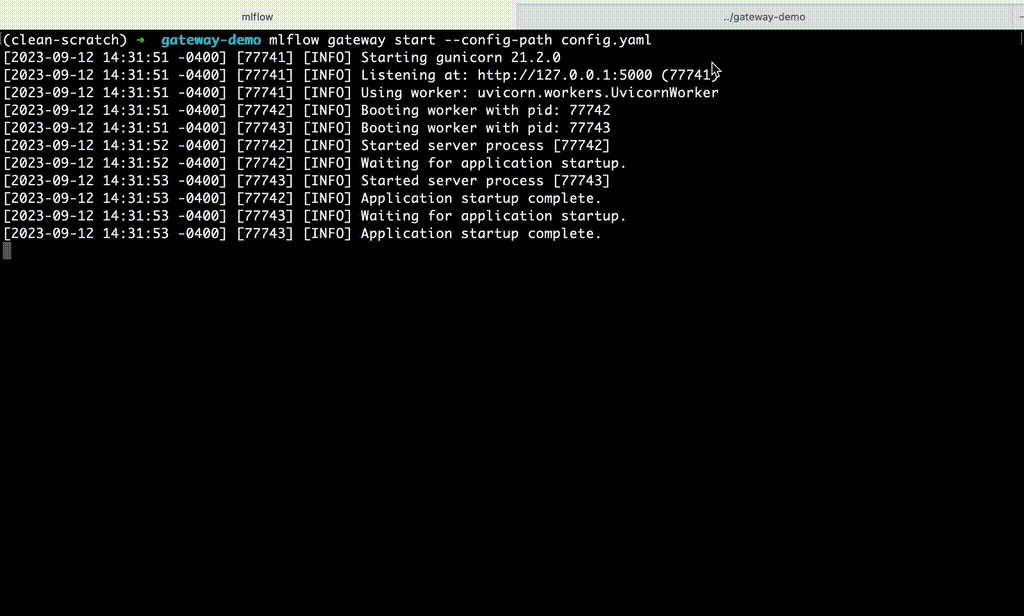 mlflow
../gateway-demo
(clean-scratch) ➜ gateway-demo mlflow gateway start --config-path config.yaml
[2023-09-12 14:31:51 -0400] [77741] [INFO] Starting gunicorn 21.2.0
[2023-09-12 14:31:51 -0400] [77741] [INFO] Listening at: http://127.0.0.1:5000 (77741)
[2023-09-12 14:31:51 -0400] [77741] [INFO] Using worker: uvicorn.workers.UvicornWorker
[2023-09-12 14:31:51 -0400] [77742] [INFO] Booting worker with pid: 77742
[2023-09-12 14:31:51 -0400] [77743] [INFO] Booting worker with pid: 77743
[2023-09-12 14:31:52 -0400] [77742] [INFO] Started server process [77742]
[2023-09-12 14:31:52 -0400] [77742] [INFO] Waiting for application startup.
[2023-09-12 14:31:53 -0400] [77743] [INFO] Started server process [77743]
[2023-09-12 14:31:53 -0400] [77742] [INFO] Application startup complete.
[2023-09-12 14:31:53 -0400] [77743] [INFO] Waiting for application startup.
[2023-09-12 14:31:53 -0400] [77743] [INFO] Application startup complete.